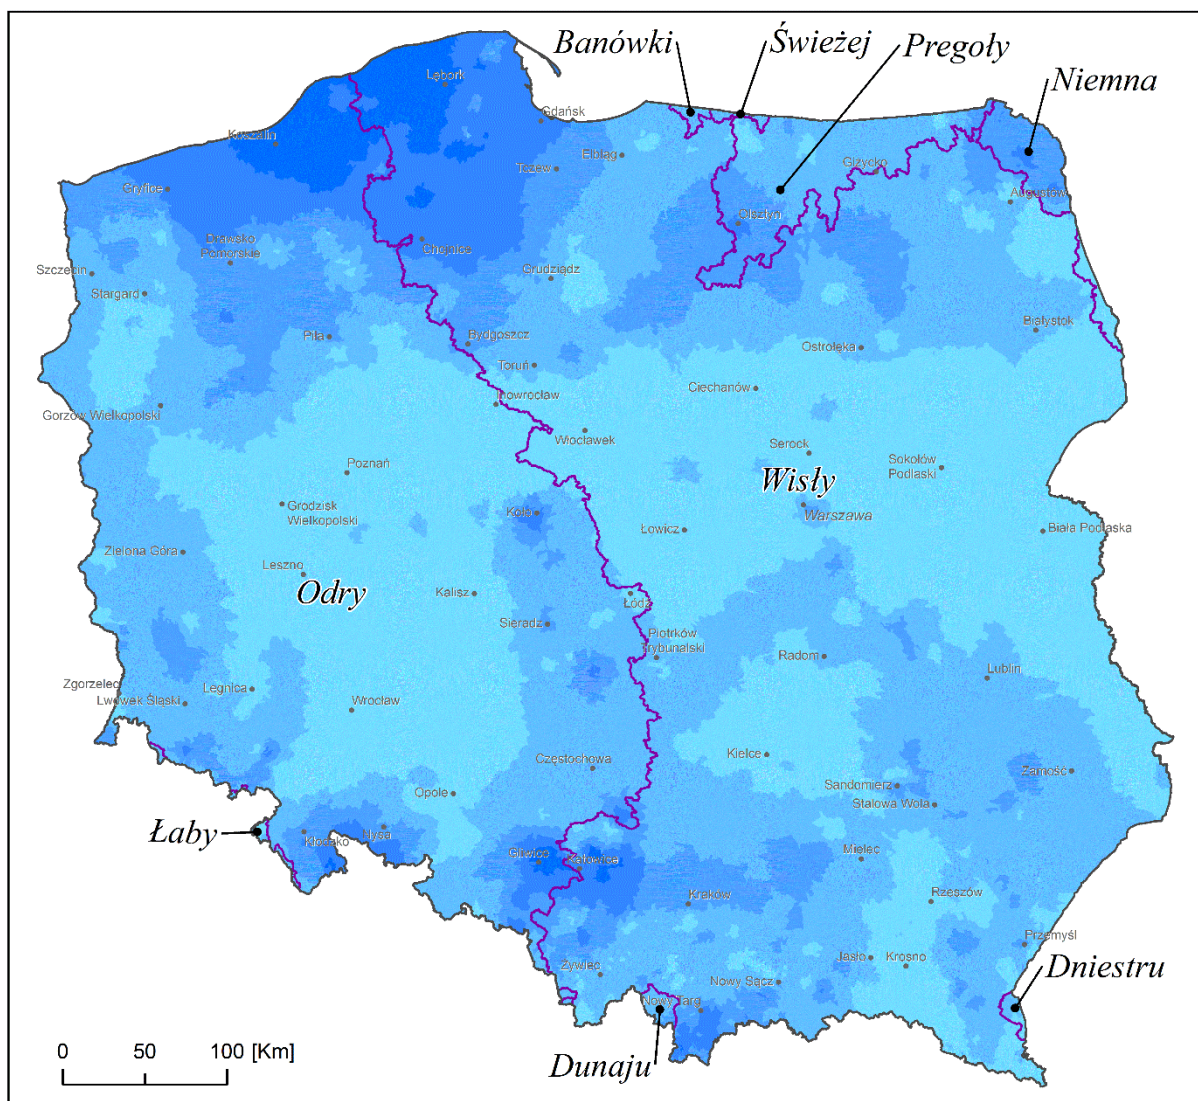 Banówki
Świeżej
Pregoły
Niemna
Lębork
Gdańsk
Koszalin
Elbląg
Tczew
Giżycko
Gryfice
Augustów
Olsztyn
Chojnice
Drawsko
Pomorskie
Szczecin
Grudziądz
Stargard
Białystok
Piła
Bydgoszcz
Ostrołęka
Toruń
Ciechanów
Inowrocław
Gorzów Wielkopolski
Włocławek
Serock
Sokołów
Podlaski
Poznań
Wisły
Grodzisk
Wielkopolski
Koło
Warszawa
Łowicz
Biała Podlaska
Zielona Góra
Leszno
Odry
Kalisz
Łódź
Sieradz
Piotrków
Trybunalski
Radom
Lublin
Zgorzelec
Legnica
Lwówek Śląski
Wrocław
Kielce
Częstochowa
Zamość
Sandomierz
Opole
Stalowa Wola
Łaby
Kłodzko
Nysa
Mielec
Gliwice
Katowice
Kraków
Rzeszów
Przemyśl
Jasło
Krosno
Żywiec
Nowy Sącz
Dniestru
Nowy Targ
Dunaju
0 50 100 [Km]